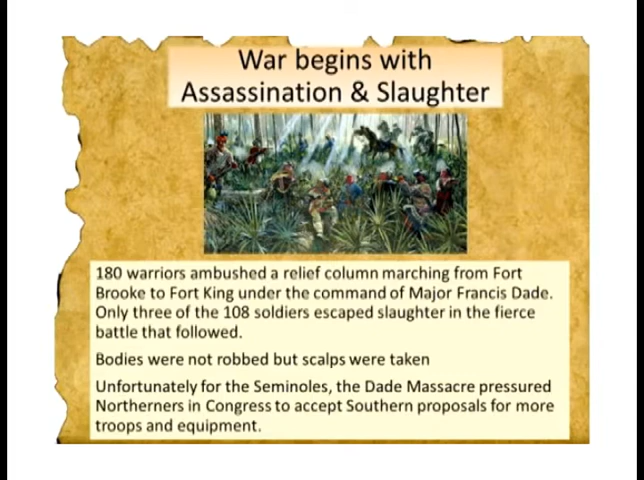 War begins with
Assassination & Slaughter
180 warriors ambushed a relief column marching from Fort
Brooke to Fort King under the command of Major Francis Dade.
Only three of the 108 soldiers escaped slaughter in the fierce
battle that followed.
Bodies were not robbed but scalps were taken
Unfortunately for the Seminoles, the Dade Massacre pressured
Northerners in Congress to accept Southern proposals for more
troops and equipment.